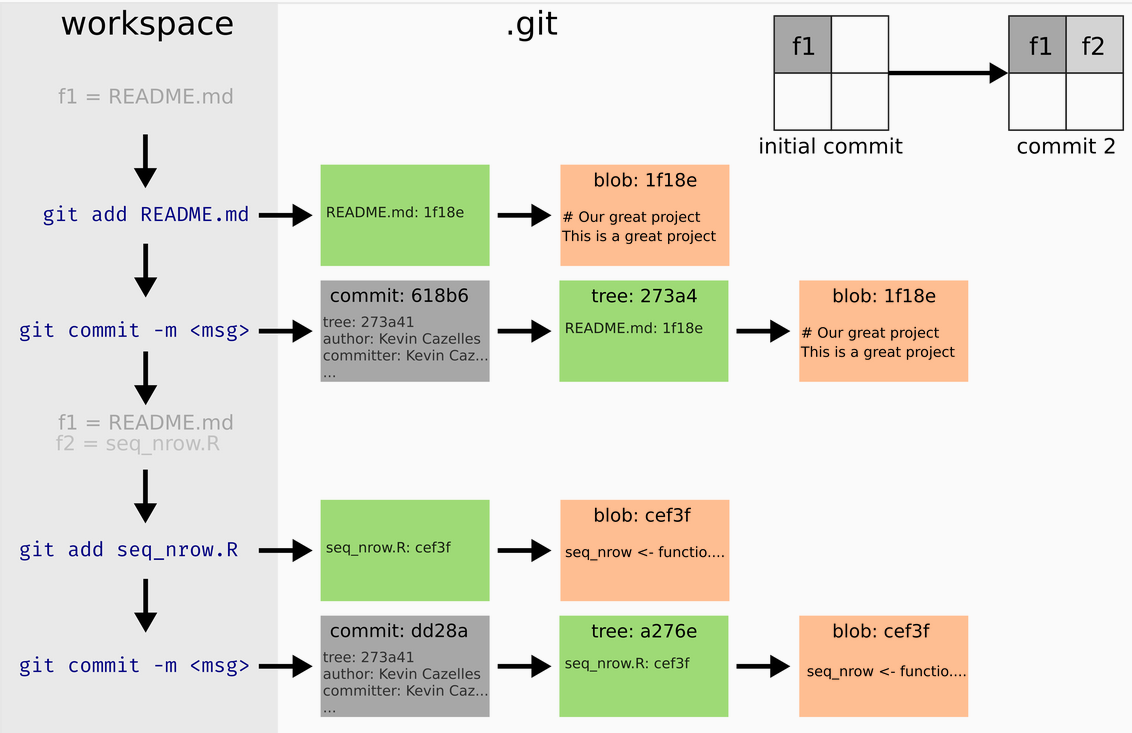 workspace
.git
f1
f1 f2
initial commit
commit 2
f1 = README.md
git add README.md
README.md: 1f18e
blob: 1f18e
# Our great project
This is a great project
git commit -m <msg>
commit: 618b6
tree: 273a41
author: Kevin Cazelles
committer: Kevin Caz...
...
tree: 273a4
README.md: 1f18e
blob: 1f18e
# Our great project
This is a great project
f1 = README.md
f2 = seq_nrow.R
git add seq_nrow.R
seq_nrow.R: cef3f
blob: cef3f
seq_nrow <- functio....
git commit -m <msg>
commit: dd28a
tree: 273a41
author: Kevin Cazelles
committer: Kevin Caz...
...
tree: a276e
seq_nrow.R: cef3f
blob: cef3f
seq_nrow <- functio....